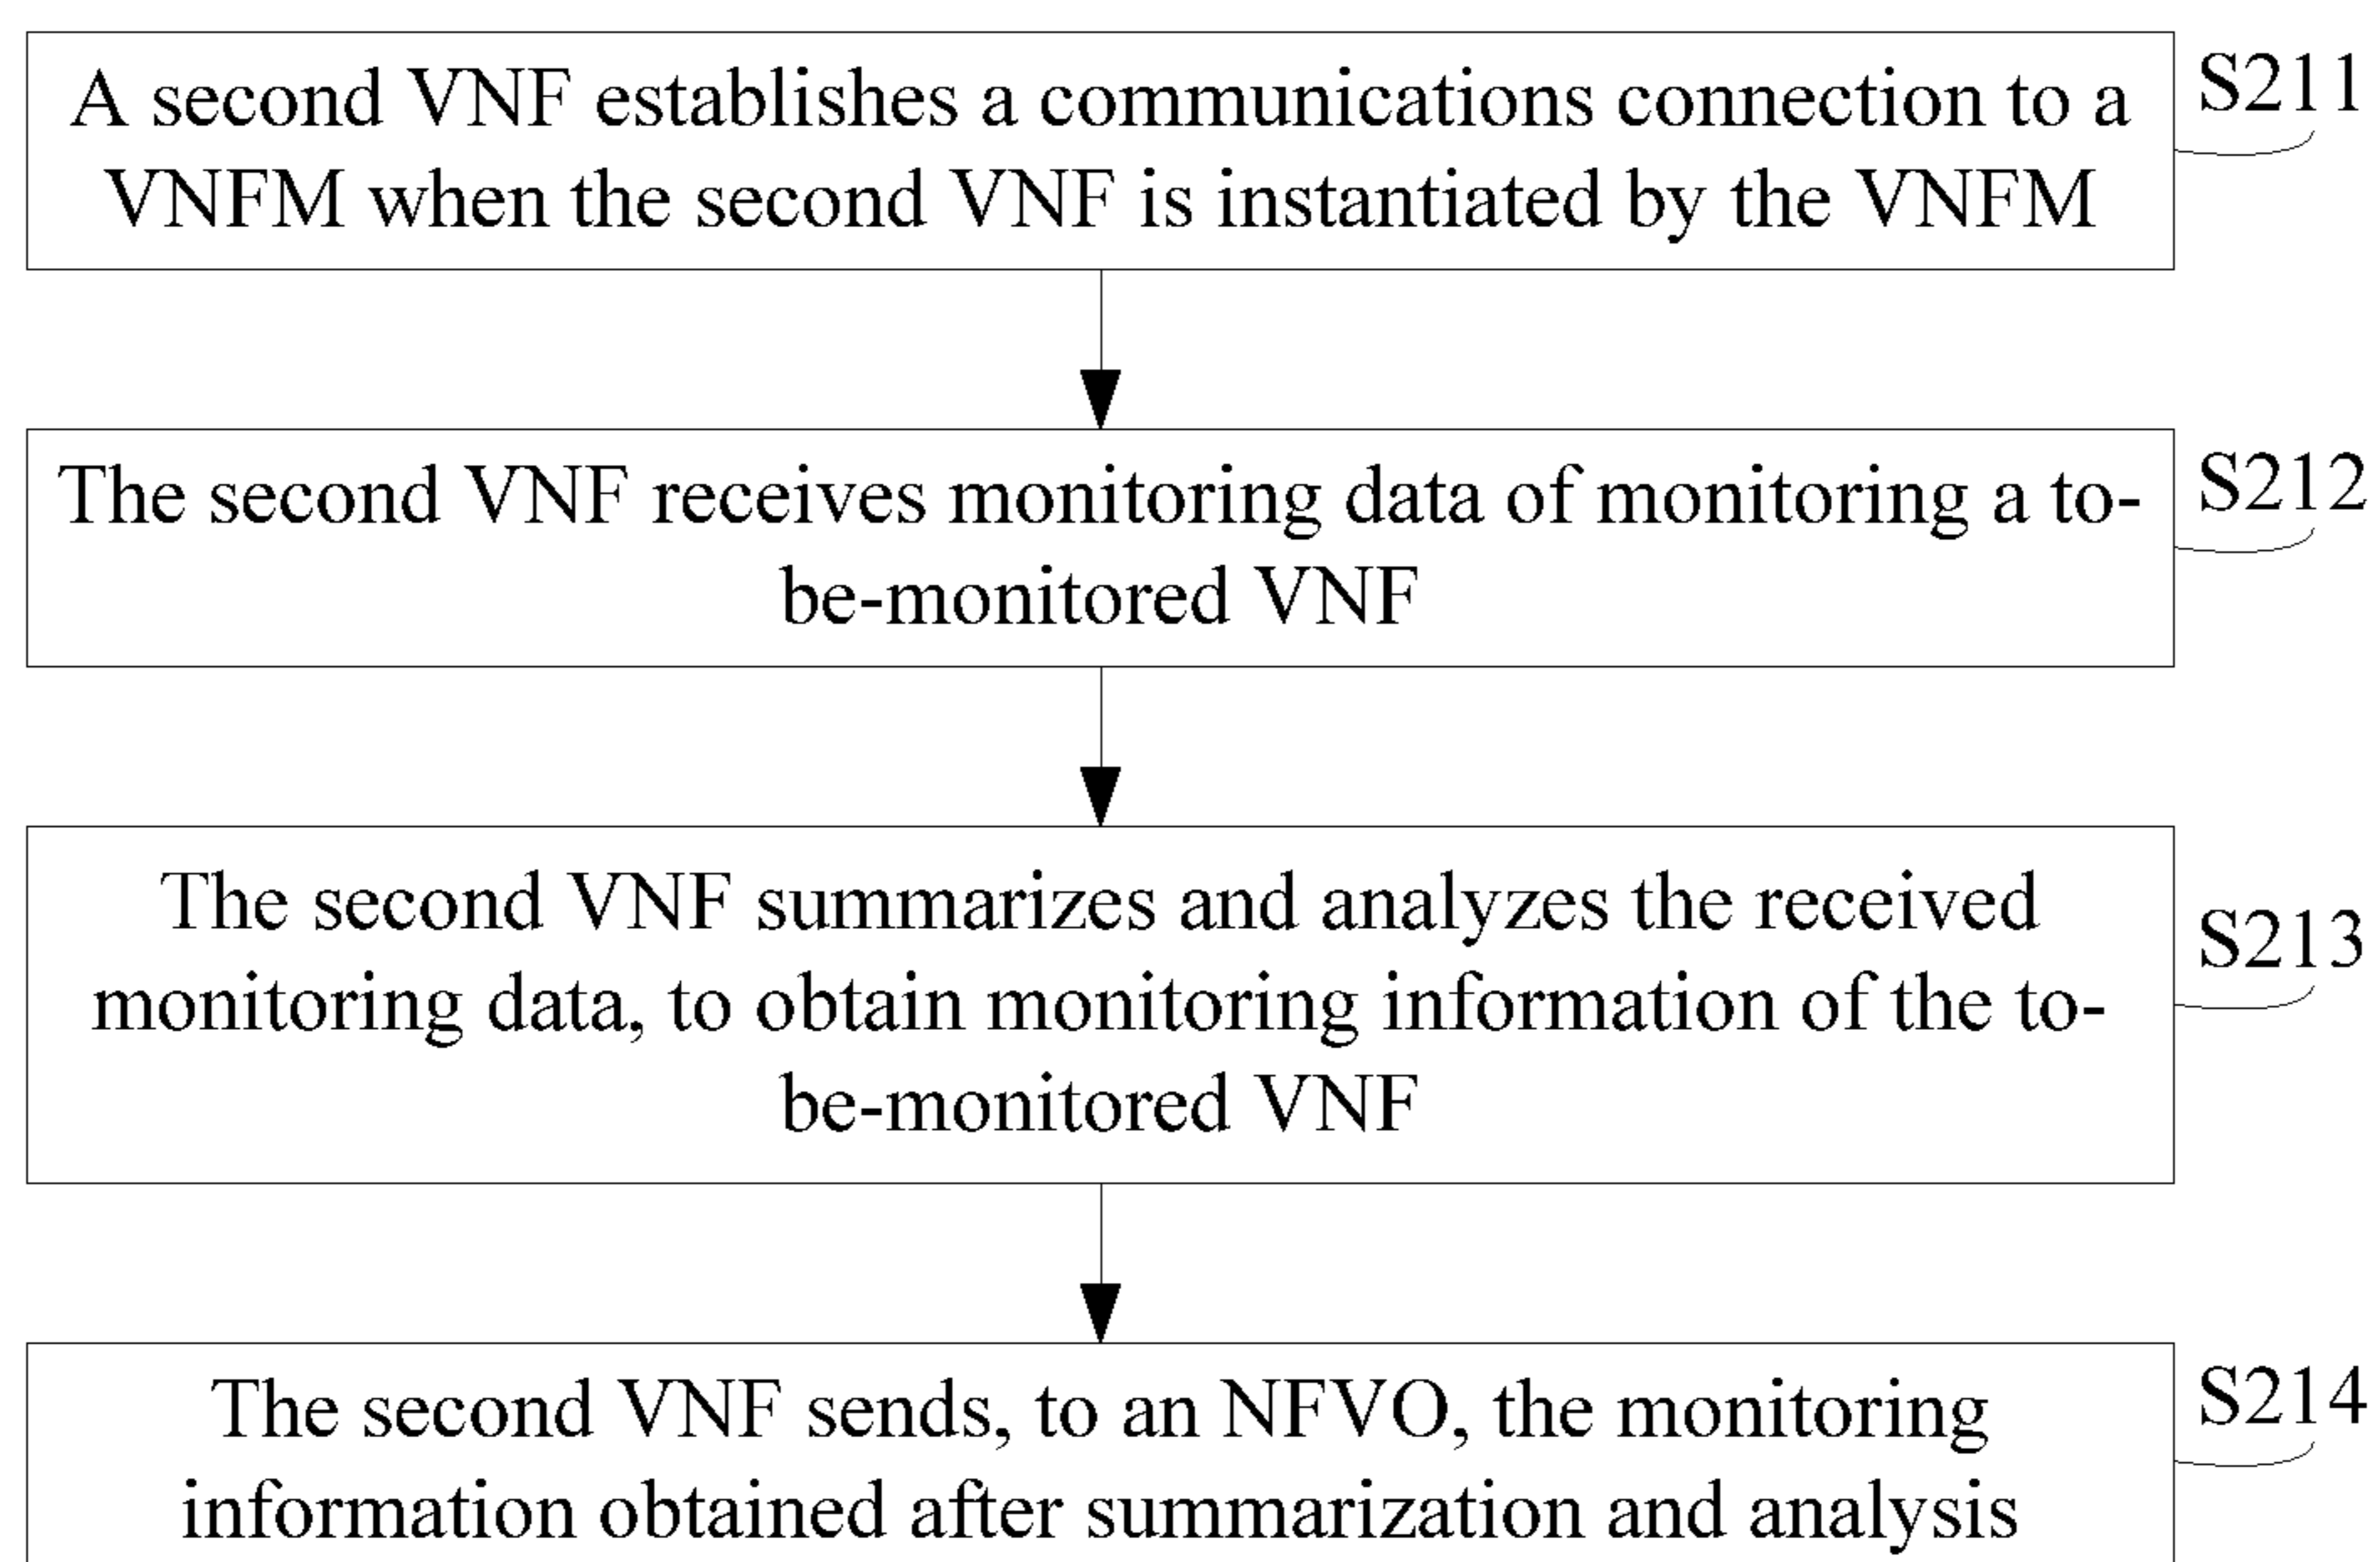 A second VNF establishes a communications connection to a
VNFM when the second VNF is instantiated by the VNFM
S211
The second VNF receives monitoring data of monitoring a to-
be-monitored VNF
S212
The second VNF summarizes and analyzes the received
monitoring data, to obtain monitoring information of the to-
be-monitored VNF
S213
The second VNF sends, to an NFVO, the monitoring
information obtained after summarization and analysis
S214